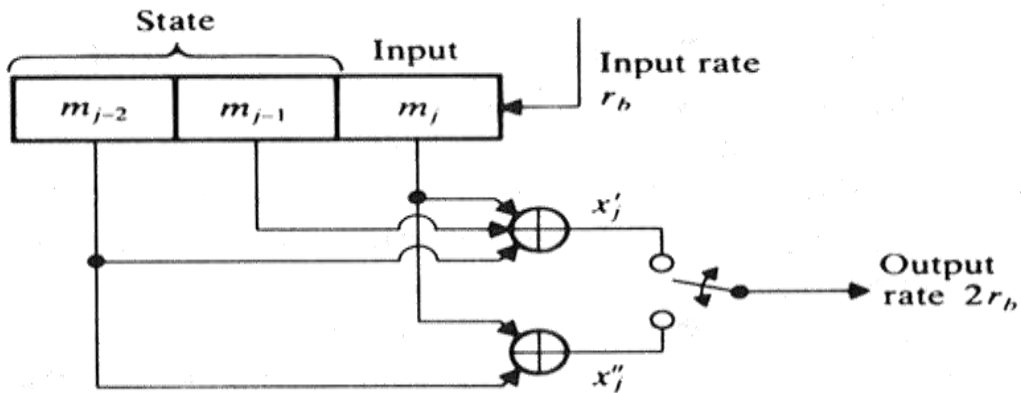 State
Input
Input rate
r_b
m_{j-2}
m_{j-1}
m_j
x'_j
Output
rate 2r_b
x''_j